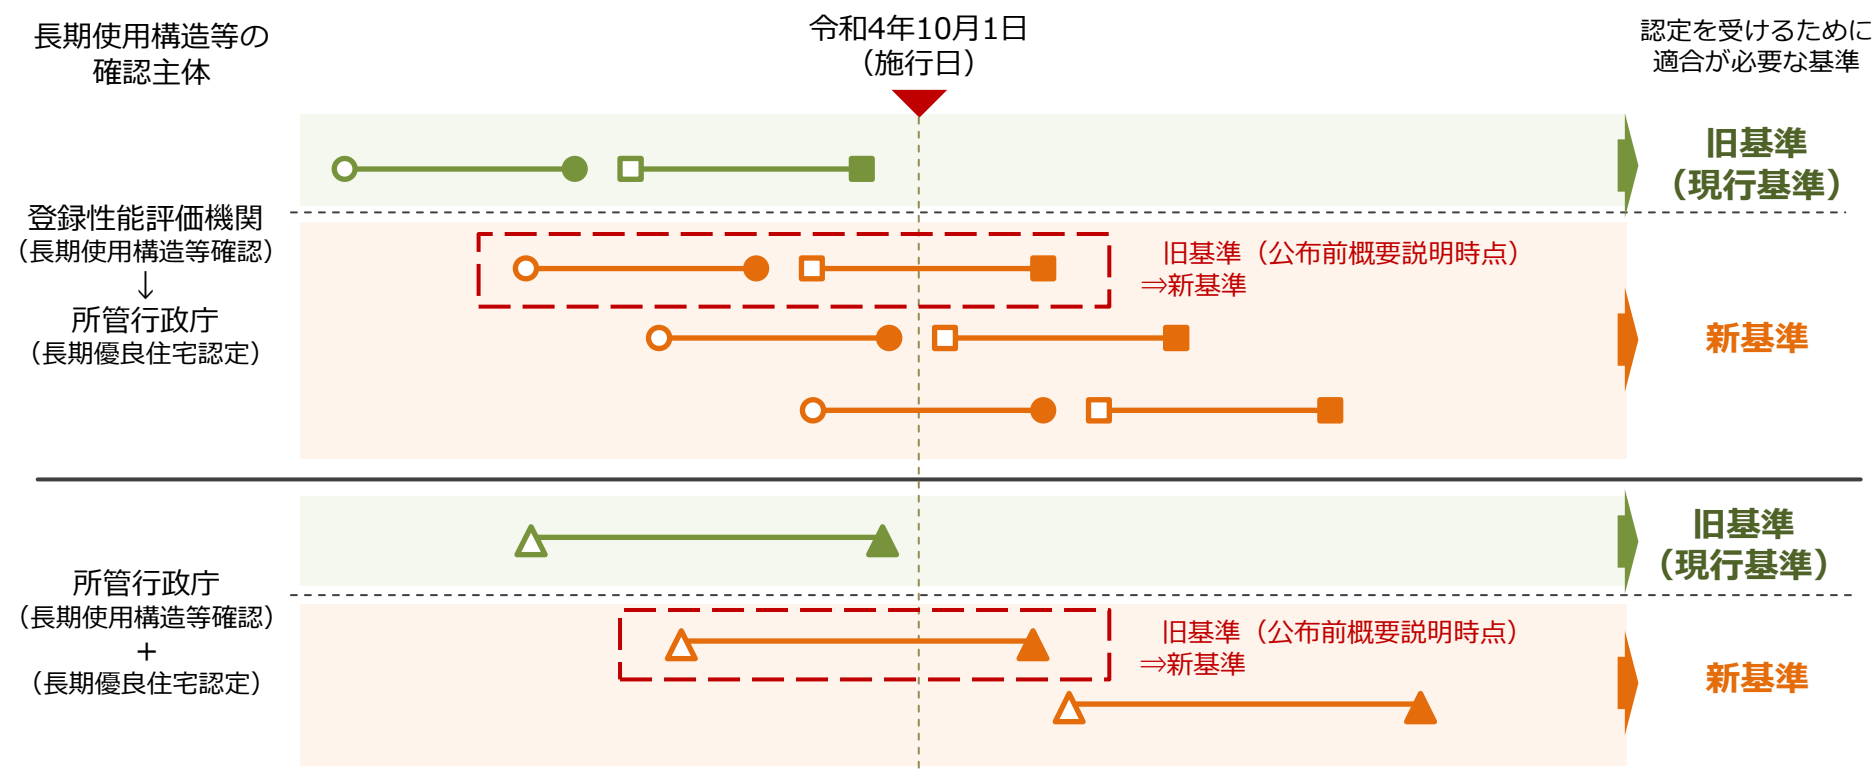 長期使用構造等の
確認主体
令和4年10月1日
（施行日）
認定を受けるために
適合が必要な基準
旧基準
（現行基準）
登録性能評価機関
（長期使用構造等確認）
↓
所管行政庁
（長期優良住宅認定）
旧基準（公布前概要説明時点）
⇒新基準
新基準
旧基準
（現行基準）
所管行政庁
（長期使用構造等確認）
+
（長期優良住宅認定）
旧基準（公布前概要説明時点）
⇒新基準
新基準